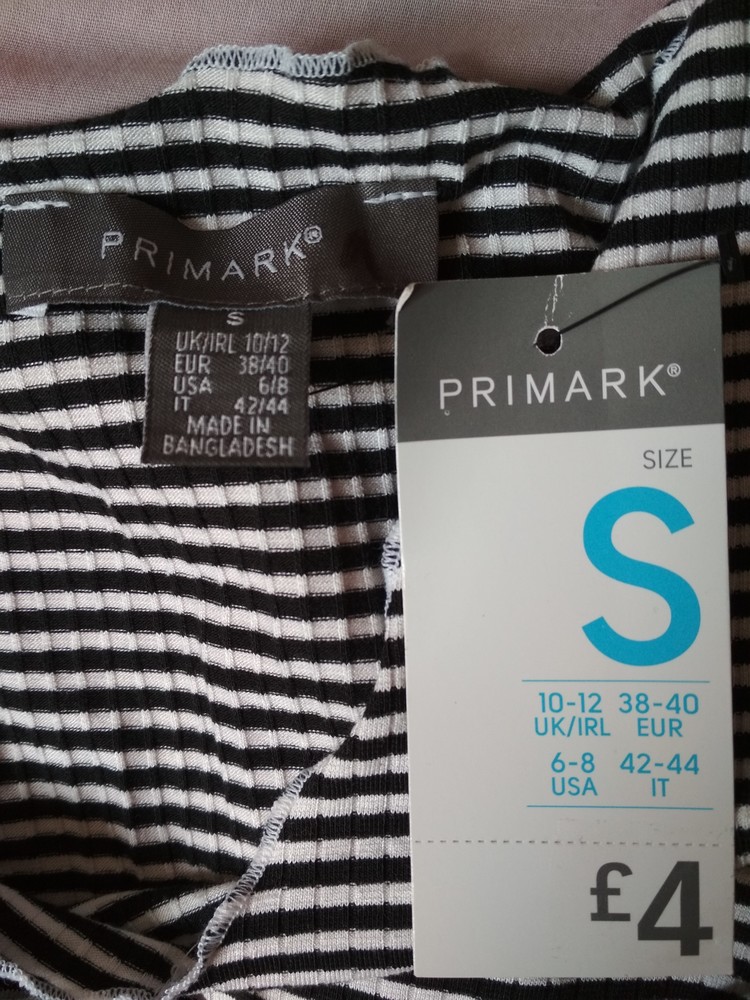 PRIMARK®
S
UK/IRL 10/12
EUR 38/40
USA 6/8
IT 42/44
MADE IN
BANGLADESH
PRIMARK®
SIZE
S
10-12 38-40
UK/IRL EUR
6-8 42-44
USA IT
£4